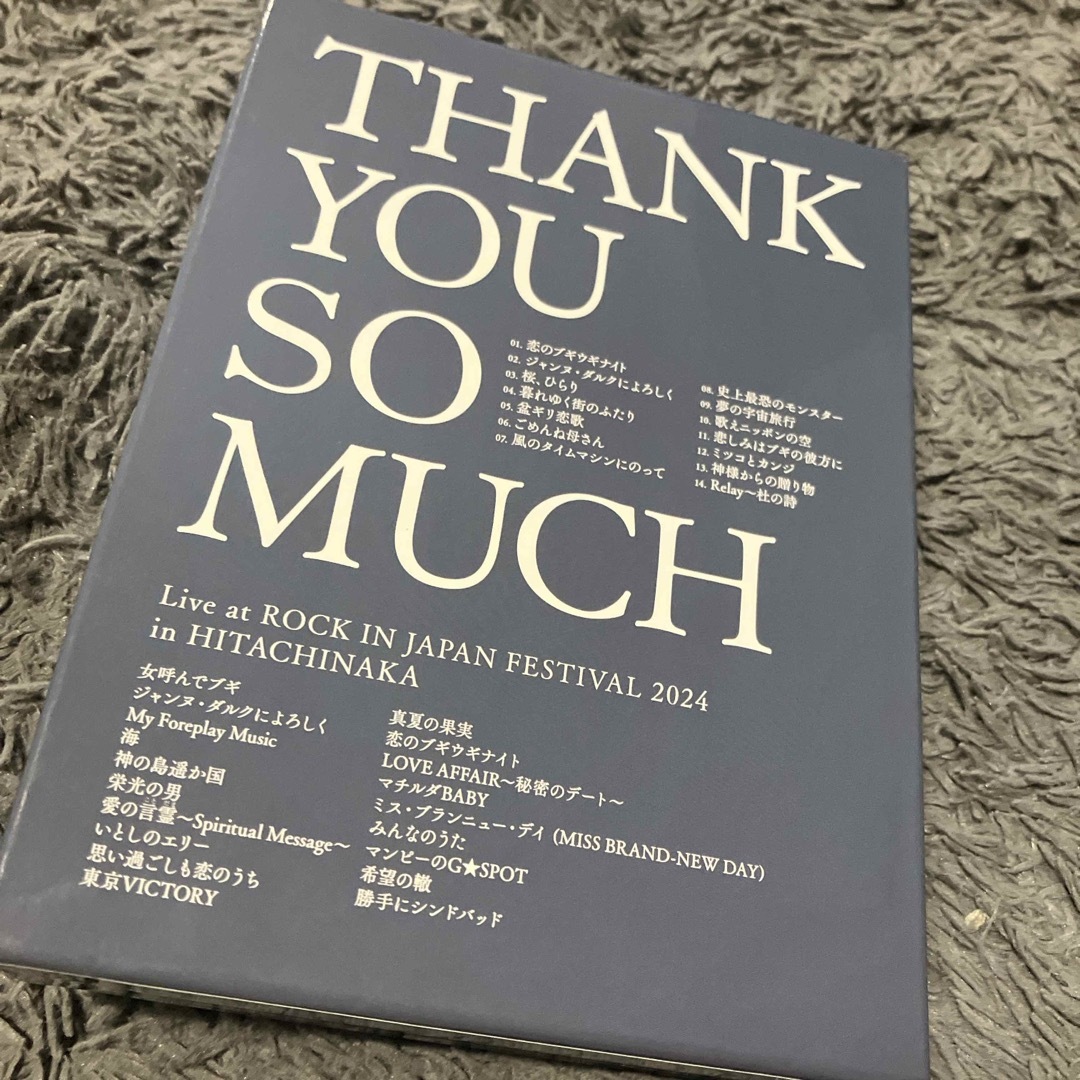 THANK
YOU
SO
MUCH
01. 恋のブギウギナイト
02. ジャンヌ・ダルクによろしく
03. 桜、ひらり
04. 暮れゆく街のふたり
05. 盆ギリ恋歌
06. ごめんね母さん
07. 風のタイムマシンにのって
08. 史上最恐のモンスター
09. 夢の宇宙旅行
10. 歌えニッポンの空
11. 悲しみはブギの彼方に
12. ミツコとカンジ
13. 神様からの贈り物
14. Relay〜杜の詩
Live at ROCK IN JAPAN FESTIVAL 2024
in HITACHINAKA
女呼んでブギ
ジャンヌ・ダルクによろしく
My Foreplay Music
海
神の島遥か国
栄光の男
愛の言霊〜Spiritual Message〜
いとしのエリー
思い過ごしも恋のうち
東京VICTORY
真夏の果実
恋のブギウギナイト
LOVE AFFAIR〜秘密のデート〜
マチルダBABY
ミス・ブランニュー・デイ (MISS BRAND-NEW DAY)
みんなのうた
マンピーのG★SPOT
希望の轍
勝手にシンドバッド